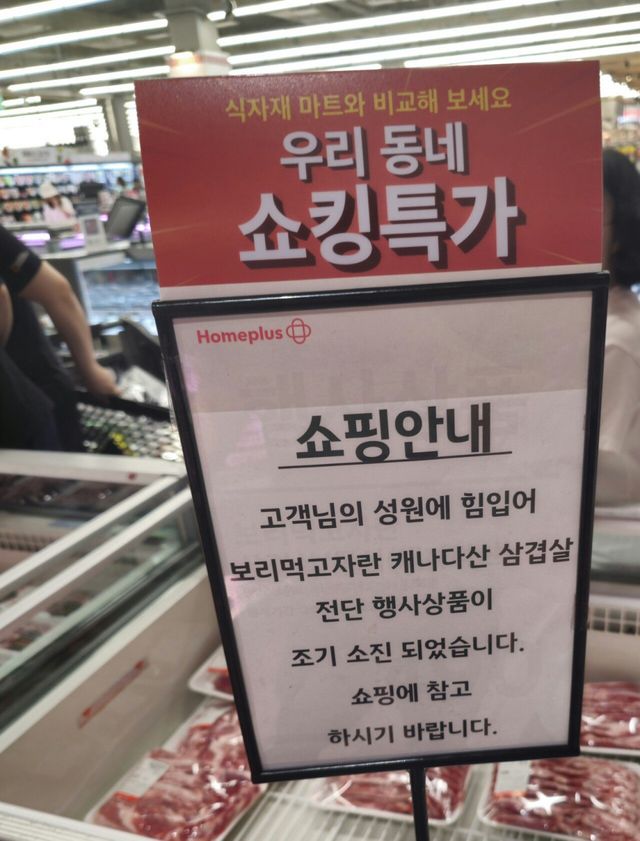 식자재 마트와 비교해 보세요
우리 동네
쇼킹특가
Homeplus
쇼핑안내
고객님의 성원에 힘입어
보리먹고자란 캐나다산 삼겹살
전단 행사상품이
조기 소진 되었습니다.
쇼핑에 참고
하시기 바랍니다.